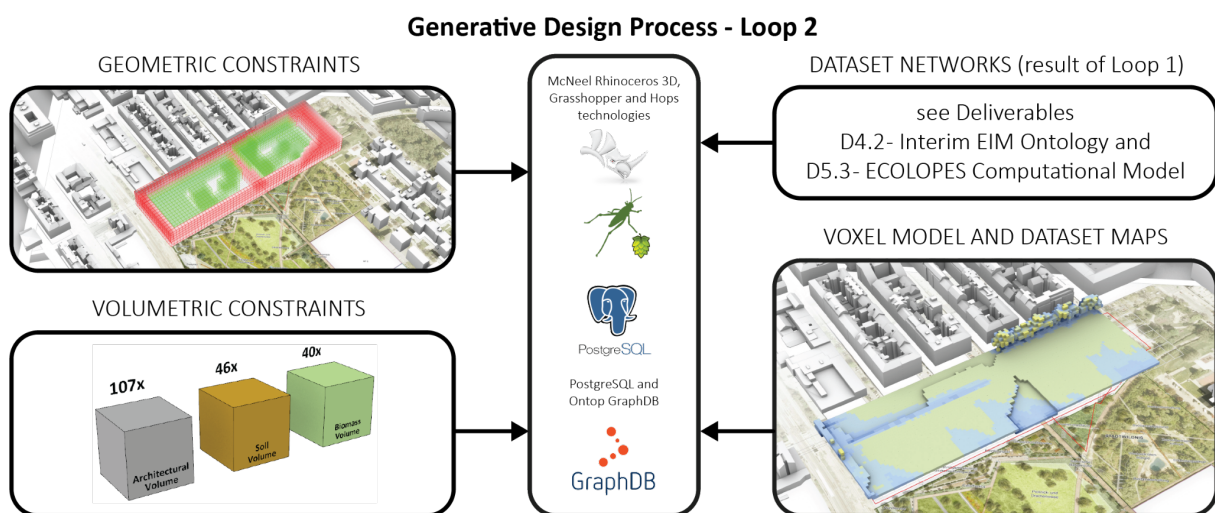 Generative Design Process - Loop 2
GEOMETRIC CONSTRAINTS
VOLUMETRIC CONSTRAINTS
107x
46x
40x
Architectural
Volume
Soil
Volume
Biomass
Volume
McNeel Rhinoceros 3D,
Grasshopper and Hops
technologies
PostgreSQL
PostgreSQL and
Ontop GraphDB
GraphDB
DATASET NETWORKS (result of Loop 1)
see Deliverables
D4.2- Interim EIM Ontology and
D5.3- ECOLOPES Computational Model
VOXEL MODEL AND DATASET MAPS